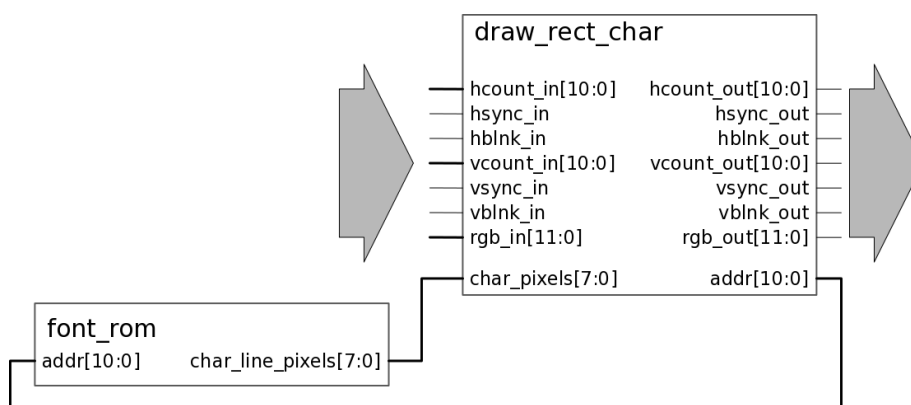 draw_rect_char
hcount_in[10:0] hcount_out[10:0]
hsync_in hsync_out
hblnk_in hblnk_out
vcount_in[10:0] vcount_out[10:0]
vsync_in vsync_out
vblnk_in vblnk_out
rgb_in[11:0] rgb_out[11:0]
char_pixels[7:0] addr[10:0]
font_rom
addr[10:0] char_line_pixels[7:0]